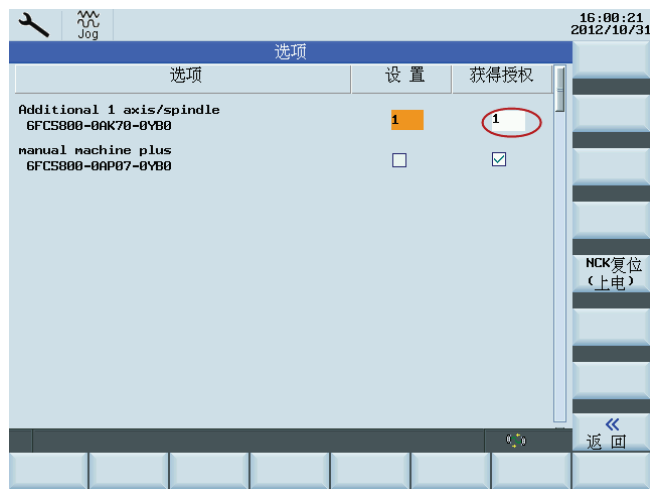 Jog
16:00:21
2012/10/31
选项
选项 设 置 获得授权
Additional 1 axis/spindle
6FC5800-0AK70-0YB0
1 1
manual machine plus
6FC5800-0AP07-0YB0
NCK复位
(上电)
《
返 回